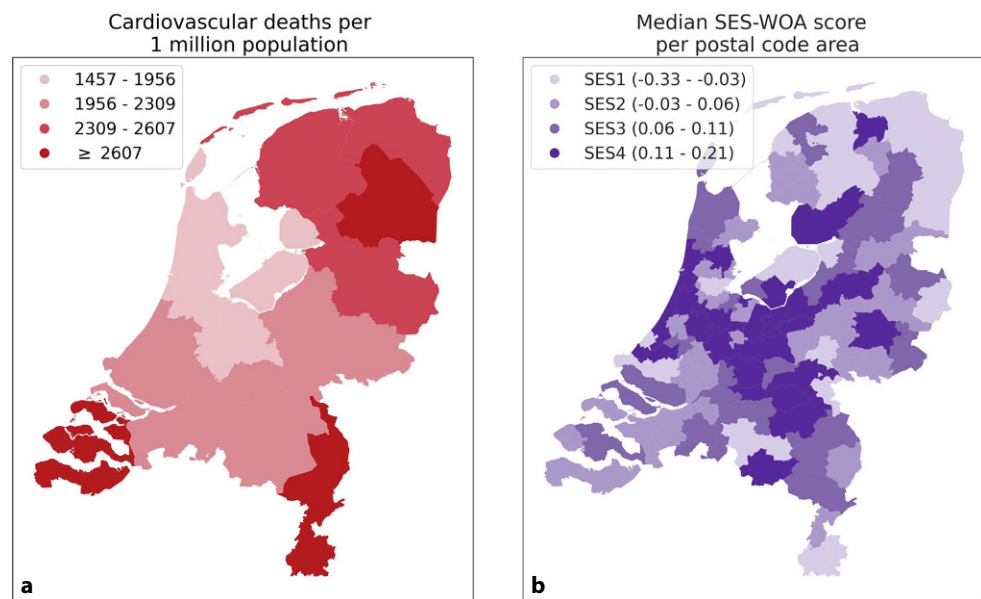 Cardiovascular deaths per
1 million population
1457 - 1956
1956 - 2309
2309 - 2607
≥ 2607
a
Median SES-WOA score
per postal code area
SES1 (-0.33 - -0.03)
SES2 (-0.03 - 0.06)
SES3 (0.06 - 0.11)
SES4 (0.11 - 0.21)
b